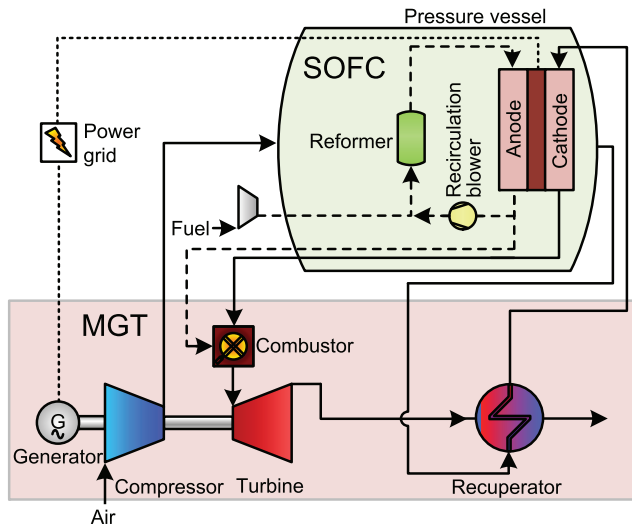 Pressure vessel
SOFC
Anode
Cathode
Power
grid
Reformer
Recirculation
blower
Fuel
MGT
Combustor
G
Generator
Compressor
Turbine
Recuperator
Air